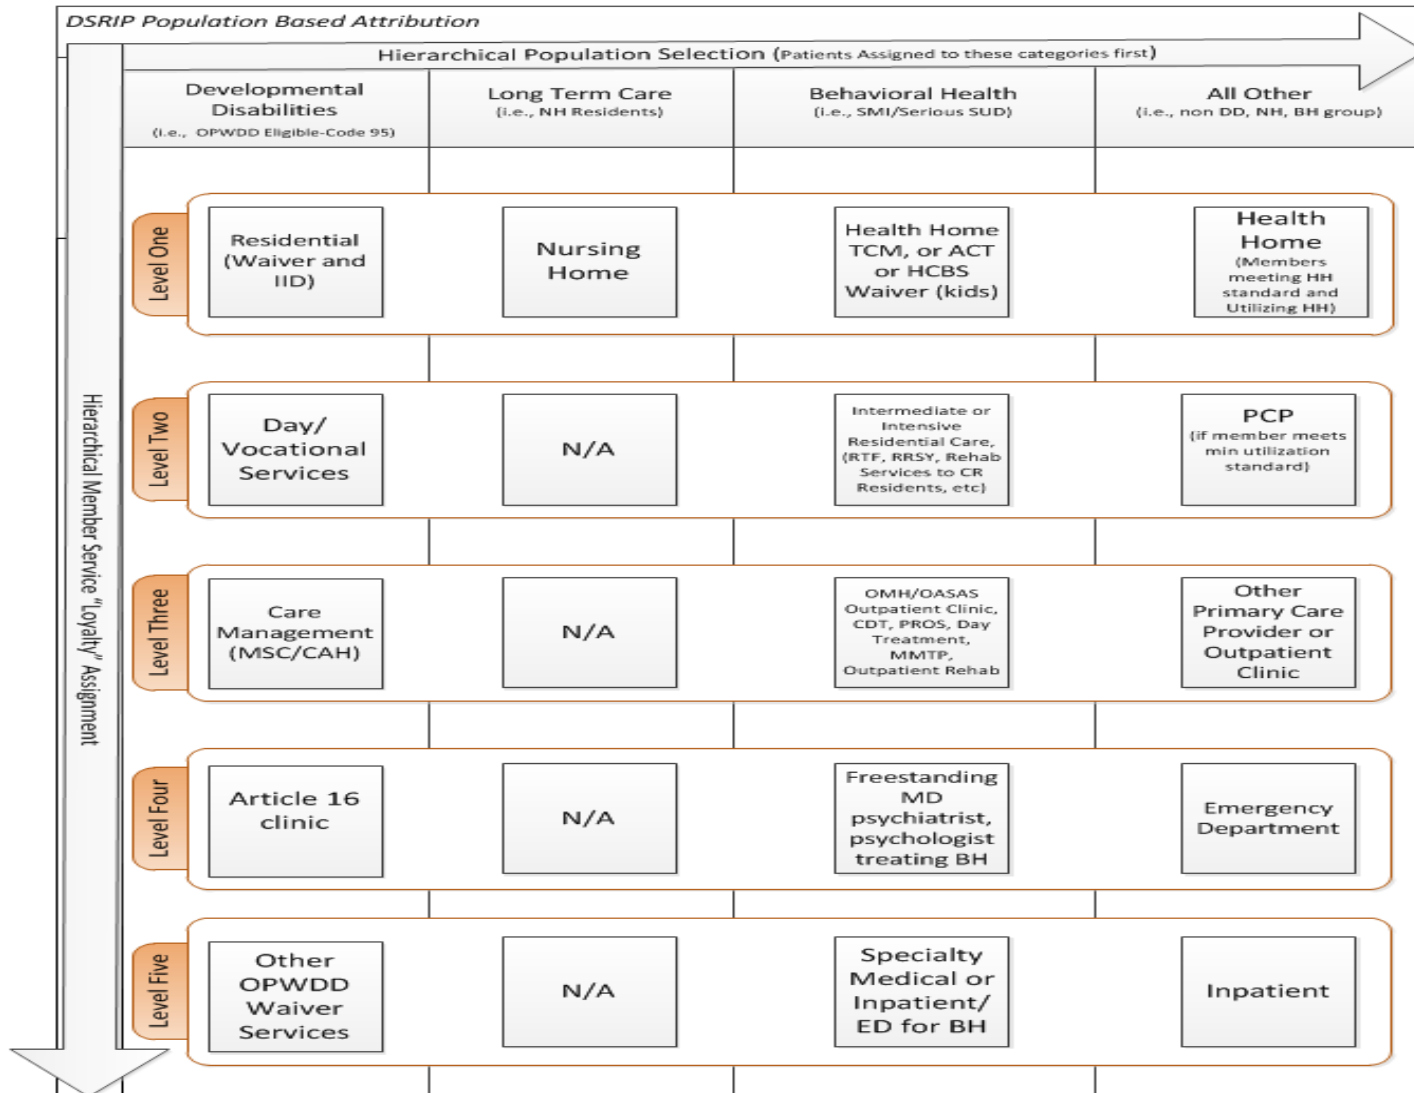 DSRIP Population Based Attribution
Hierarchical Population Selection (Patients Assigned to these categories first)
Developmental
Disabilities
(i.e., OPWDD Eligible-Code 95)
Long Term Care
(i.e., NH Residents)
Behavioral Health
(i.e., SMI/Serious SUD)
All Other
(i.e., non DD, NH, BH group)
Hierarchical Member Service "Loyalty" Assignment
Level One
Residential
(Waiver and
IID)
Nursing
Home
Health Home
TCM, or ACT
or HCBS
Waiver (kids)
Health
Home
(Members
meeting HH
standard and
Utilizing HH)
Level Two
Day/
Vocational
Services
N/A
Intermediate or
Intensive
Residential Care,
(RTF, RRSY, Rehab
Services to CR
Residents, etc)
PCP
(if member meets
min utilization
standard)
Level Three
Care
Management
(MSC/CAH)
N/A
OMH/OASAS
Outpatient Clinic,
CDT, PROS, Day
Treatment,
MMTP,
Outpatient Rehab
Other
Primary Care
Provider or
Outpatient
Clinic
Level Four
Article 16
clinic
N/A
Freestanding
MD
psychiatrist,
psychologist
treating BH
Emergency
Department
Level Five
Other
OPWDD
Waiver
Services
N/A
Specialty
Medical or
Inpatient/
ED for BH
Inpatient